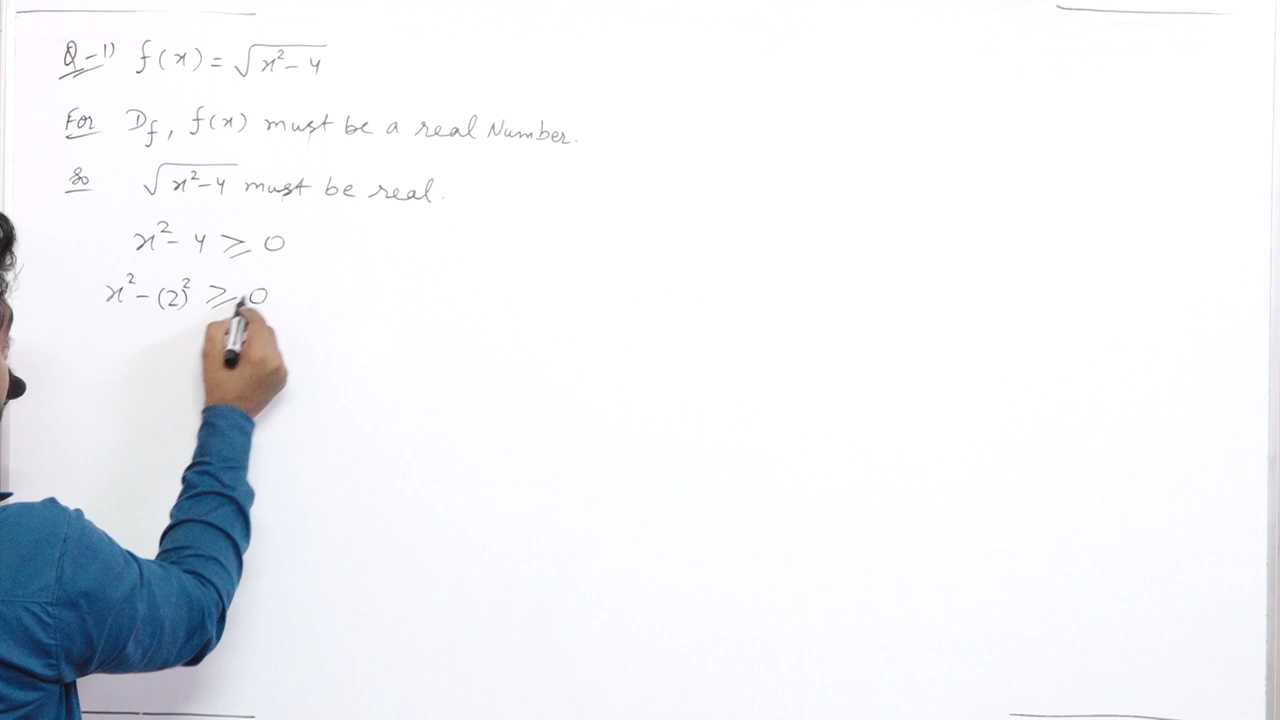 Q-1) f(x) = √x²-4
For Df, f(x) must be a real Number.
So √x²-4 must be real.
x² - 4 ≥ 0
x² - (2)² ≥ 0